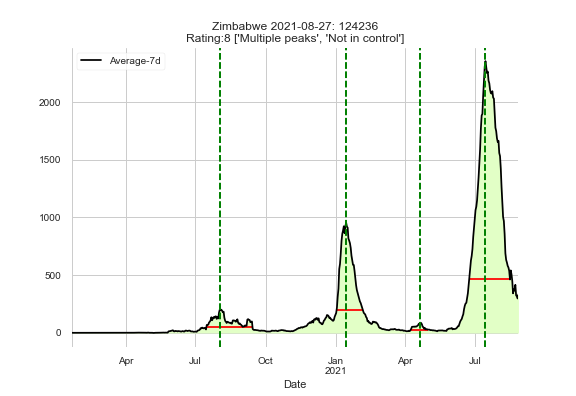 Zimbabwe 2021-08-27: 124236
Rating:8 ['Multiple peaks', 'Not in control']
Average-7d
2000
1500
1000
500
0
Apr Jul Oct Jan Apr Jul
2021
Date